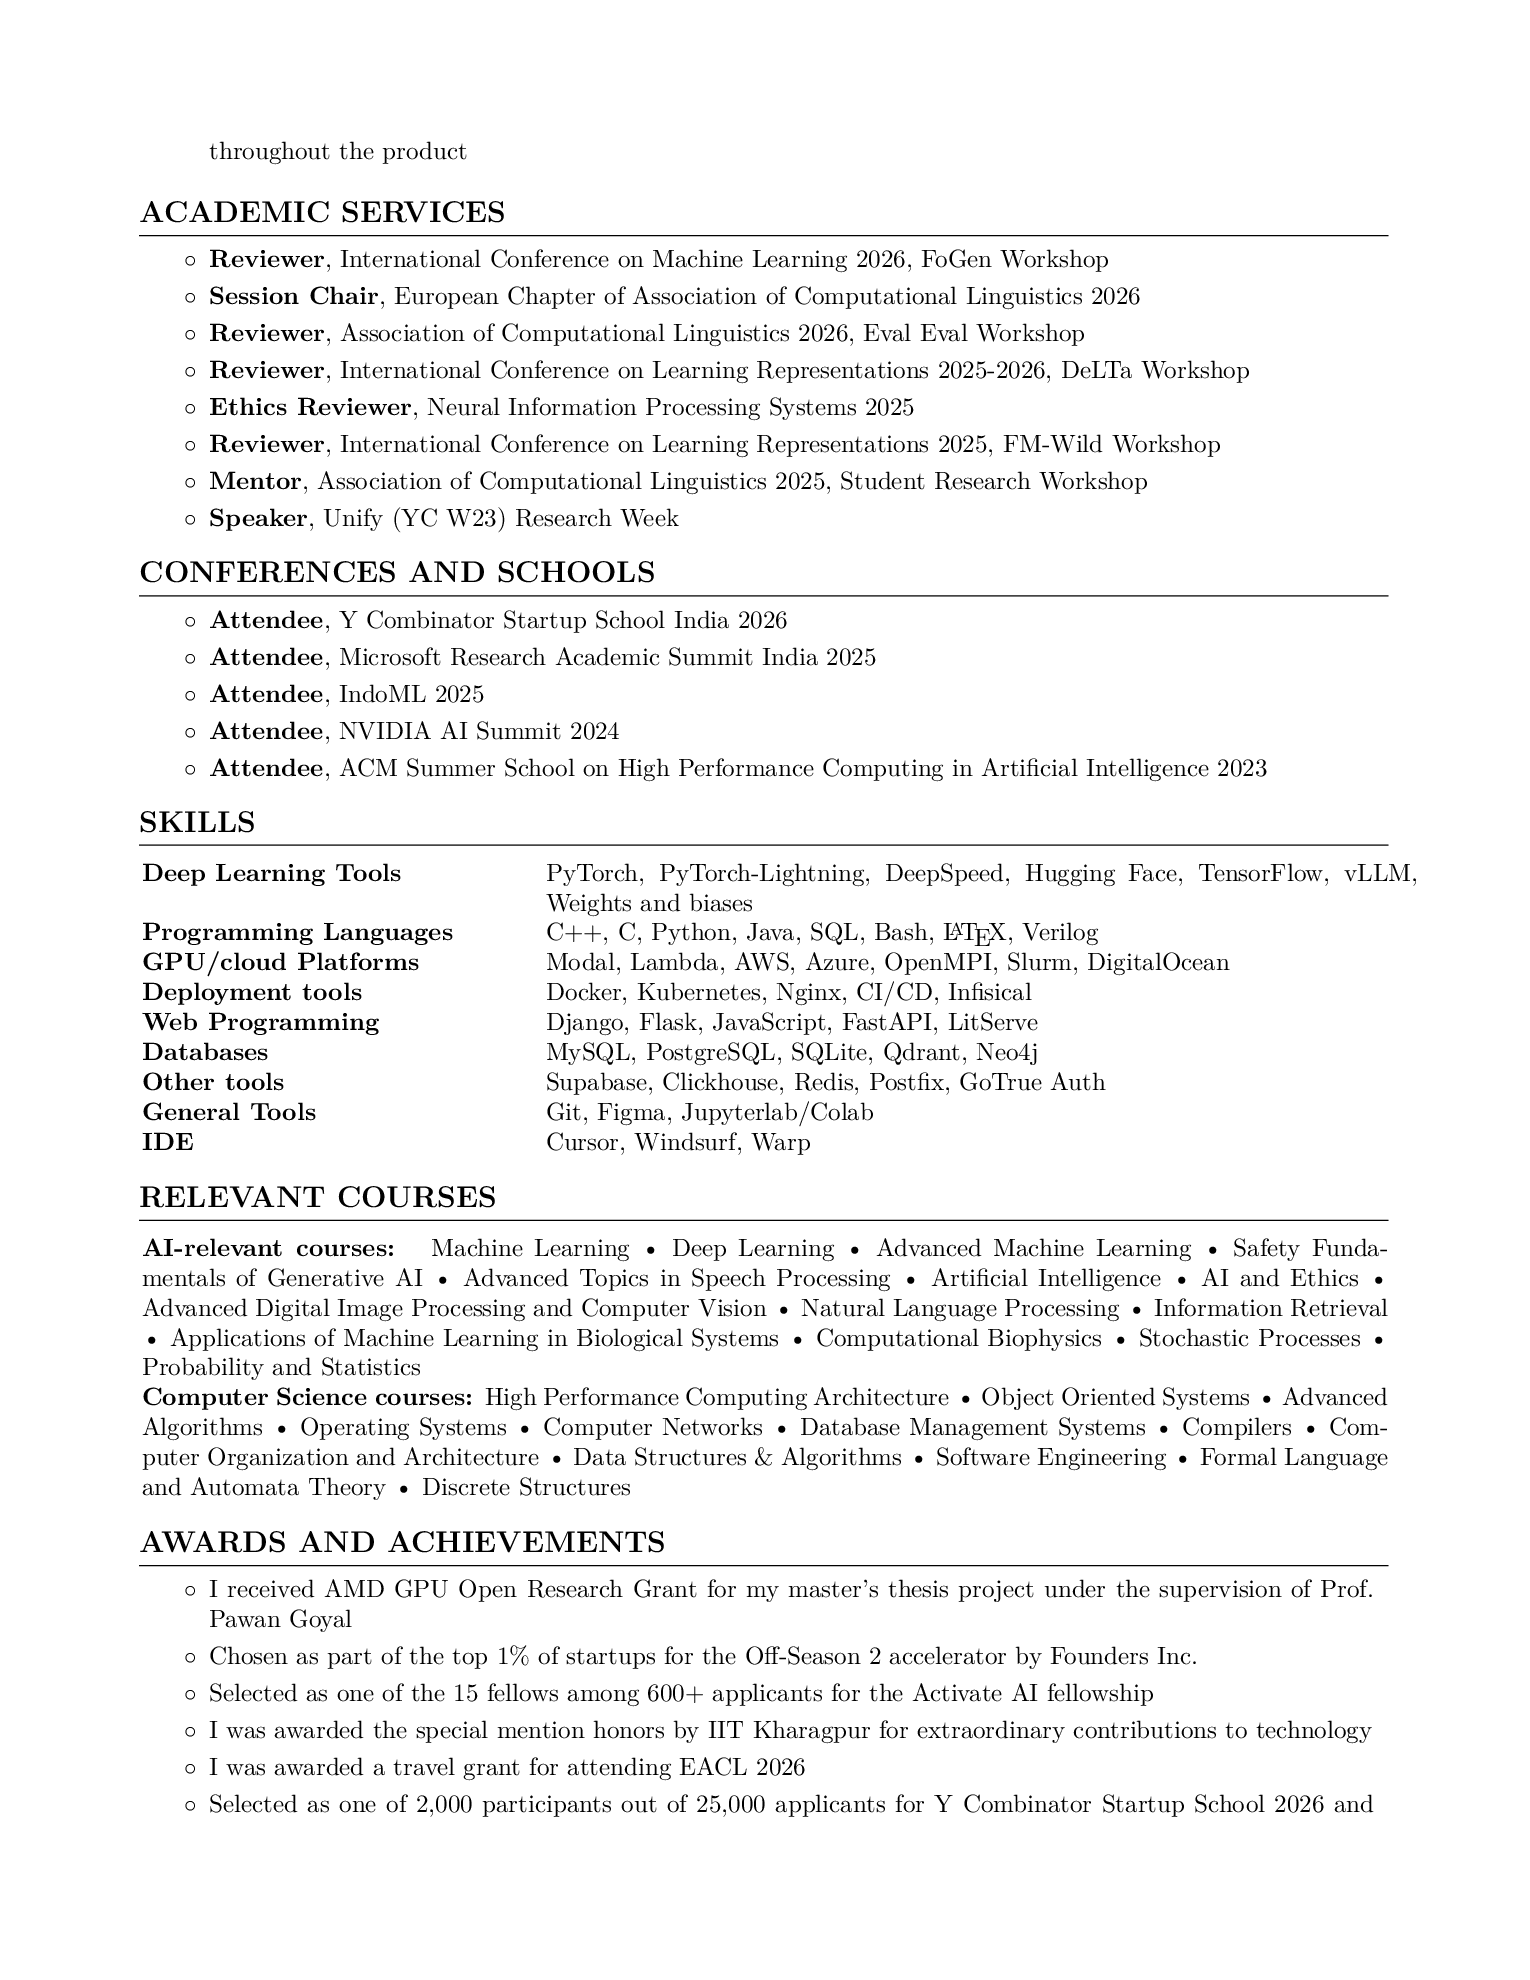 throughout the product
ACADEMIC SERVICES
◦ Reviewer, International Conference on Machine Learning 2026, FoGen Workshop
◦ Session Chair, European Chapter of Association of Computational Linguistics 2026
◦ Reviewer, Association of Computational Linguistics 2026, Eval Eval Workshop
◦ Reviewer, International Conference on Learning Representations 2025-2026, DeLTa Workshop
◦ Ethics Reviewer, Neural Information Processing Systems 2025
◦ Reviewer, International Conference on Learning Representations 2025, FM-Wild Workshop
◦ Mentor, Association of Computational Linguistics 2025, Student Research Workshop
◦ Speaker, Unify (YC W23) Research Week
CONFERENCES AND SCHOOLS
◦ Attendee, Y Combinator Startup School India 2026
◦ Attendee, Microsoft Research Academic Summit India 2025
◦ Attendee, IndoML 2025
◦ Attendee, NVIDIA AI Summit 2024
◦ Attendee, ACM Summer School on High Performance Computing in Artificial Intelligence 2023
SKILLS
Deep Learning Tools PyTorch, PyTorch-Lightning, DeepSpeed, Hugging Face, TensorFlow, vLLM,
Weights and biases
Programming Languages C++, C, Python, Java, SQL, Bash, LATEX, Verilog
GPU/cloud Platforms Modal, Lambda, AWS, Azure, OpenMPI, Slurm, DigitalOcean
Deployment tools Docker, Kubernetes, Nginx, CI/CD, Infisical
Web Programming Django, Flask, JavaScript, FastAPI, LitServe
Databases MySQL, PostgreSQL, SQLite, Qdrant, Neo4j
Other tools Supabase, Clickhouse, Redis, Postfix, GoTrue Auth
General Tools Git, Figma, Jupyterlab/Colab
IDE Cursor, Windsurf, Warp
RELEVANT COURSES
AI-relevant courses: Machine Learning • Deep Learning • Advanced Machine Learning • Safety Funda-
mentals of Generative AI • Advanced Topics in Speech Processing • Artificial Intelligence • AI and Ethics •
Advanced Digital Image Processing and Computer Vision • Natural Language Processing • Information Retrieval
• Applications of Machine Learning in Biological Systems • Computational Biophysics • Stochastic Processes •
Probability and Statistics
Computer Science courses: High Performance Computing Architecture • Object Oriented Systems • Advanced
Algorithms • Operating Systems • Computer Networks • Database Management Systems • Compilers • Com-
puter Organization and Architecture • Data Structures & Algorithms • Software Engineering • Formal Language
and Automata Theory • Discrete Structures
AWARDS AND ACHIEVEMENTS
◦ I received AMD GPU Open Research Grant for my master's thesis project under the supervision of Prof.
Pawan Goyal
◦ Chosen as part of the top 1% of startups for the Off-Season 2 accelerator by Founders Inc.
◦ Selected as one of the 15 fellows among 600+ applicants for the Activate AI fellowship
◦ I was awarded the special mention honors by IIT Kharagpur for extraordinary contributions to technology
◦ I was awarded a travel grant for attending EACL 2026
◦ Selected as one of 2,000 participants out of 25,000 applicants for Y Combinator Startup School 2026 and